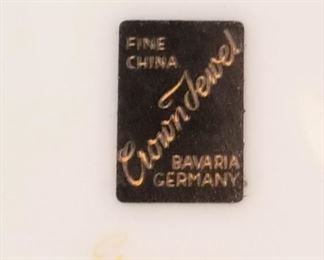 FINE
CHINA
Crown Jewel
BAVARIA
GERMANY